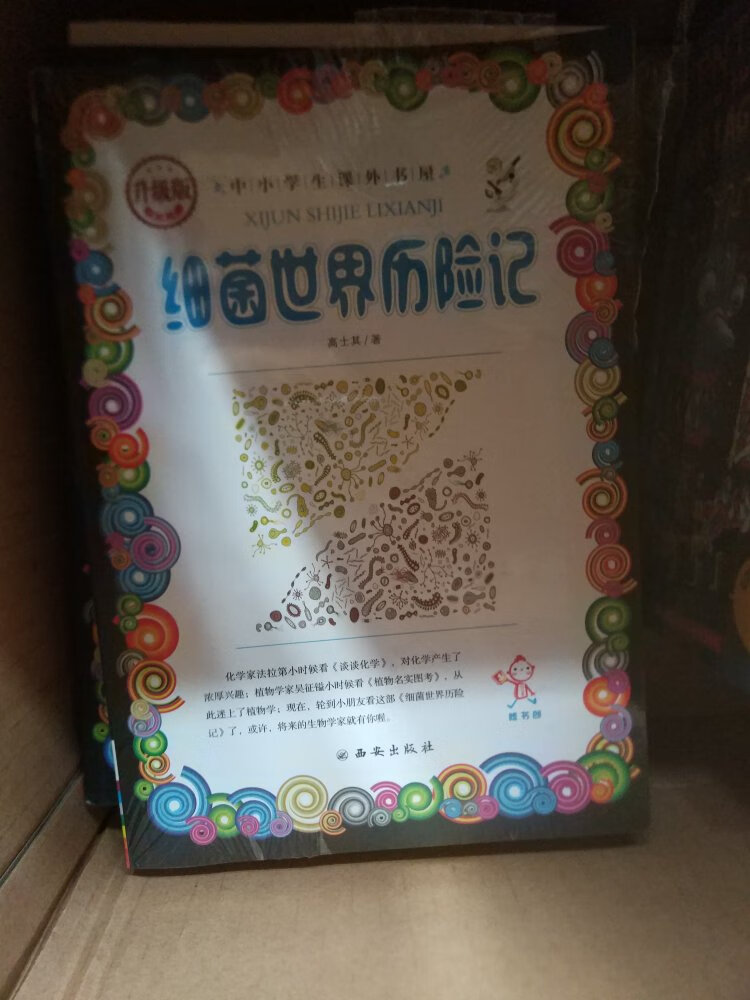 升级版
中小学生课外书屋
XIJUN SHIJIE LIXIANJI
细菌世界历险记
高士其/著
化学家法拉第小时候看《谈谈化学》，对化学产生了
浓厚兴趣；植物学家吴征镒小时候看《植物名实图考》，从
此迷上了植物学；现在，轮到小朋友看这部《细菌世界历险
记》了，或许，将来的生物学家就有你喔。
西安出版社